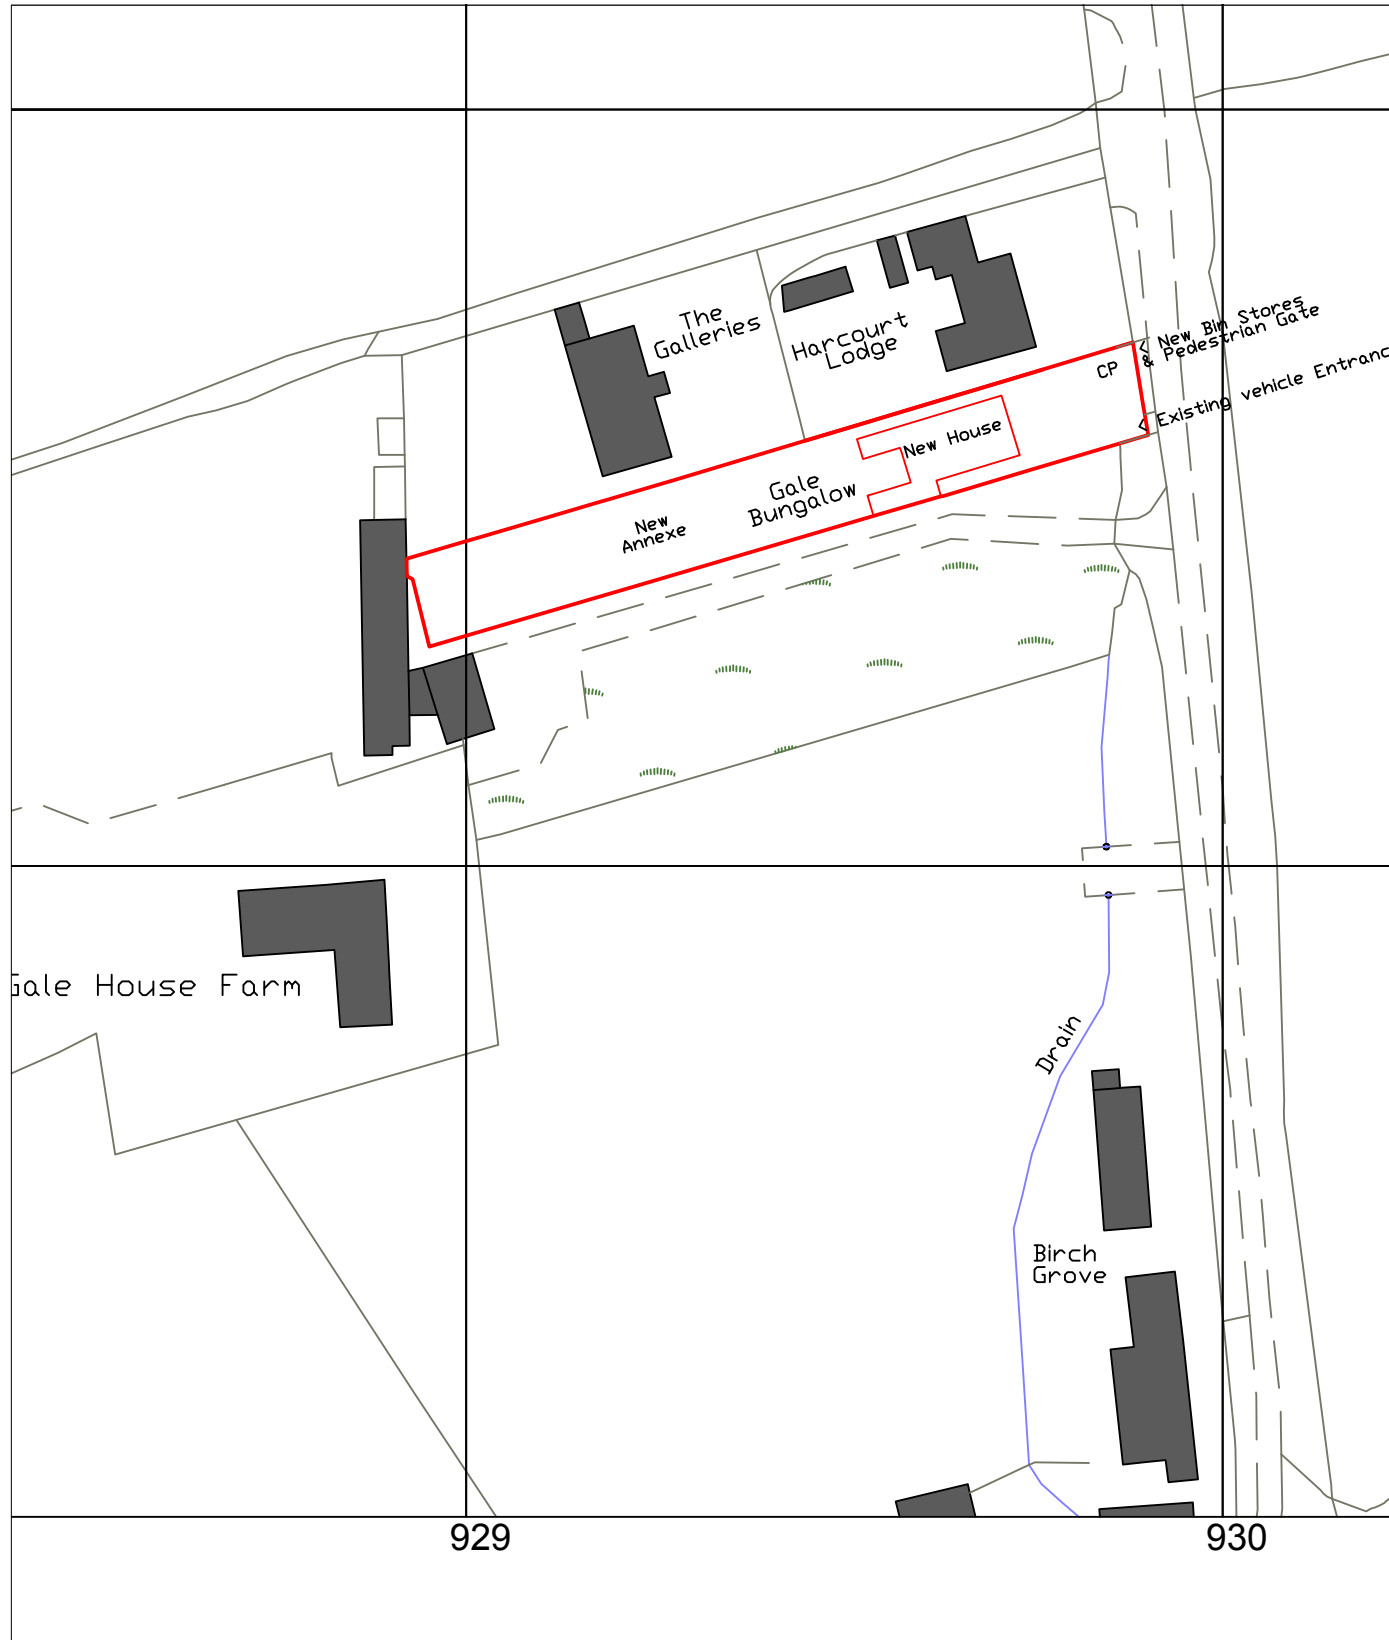 The
Galleries
Harcourt
Lodge
< New Bin Stores
& Pedestrian Gate
CP
< Existing vehicle Entranc
New House
Gale
Bungalow
New
Annexe
Gale House Farm
Drain
Birch
Grove
929
930